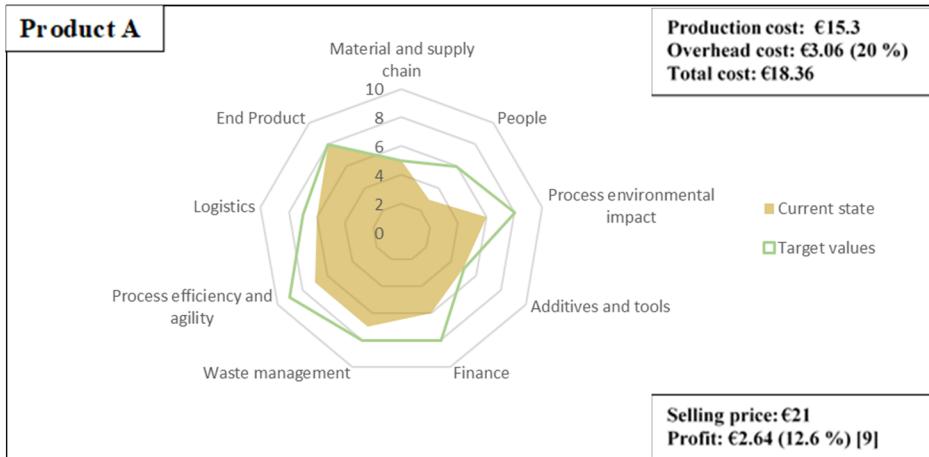 Product A
Production cost: €15.3
Overhead cost: €3.06 (20 %)
Total cost: €18.36
Material and supply
chain
10
8
6
4
2
0
People
Process environmental
impact
Additives and tools
Finance
Waste management
Process efficiency and
agility
Logistics
End Product
Current state
Target values
Selling price: €21
Profit: €2.64 (12.6 %) [9]